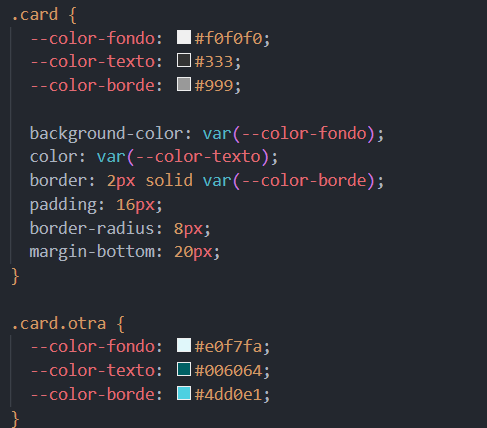 .card {
--color-fondo: #f0f0f0;
--color-texto: #333;
--color-borde: #999;
background-color: var(--color-fondo);
color: var(--color-texto);
border: 2px solid var(--color-borde);
padding: 16px;
border-radius: 8px;
margin-bottom: 20px;
}
.card.otra {
--color-fondo: #e0f7fa;
--color-texto: #006064;
--color-borde: #4dd0e1;
}